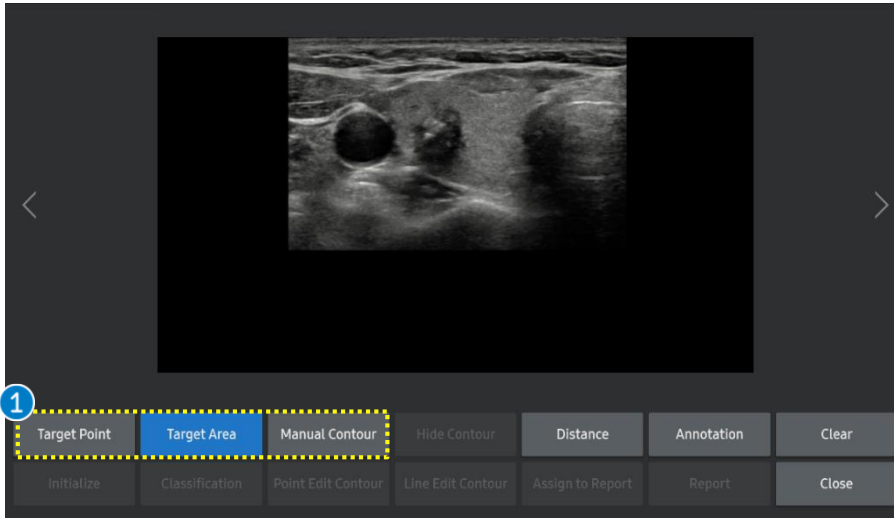 1
Target Point Target Area Manual Contour Hide Contour Distance Annotation Clear
Initialize Classification Point Edit Contour Line Edit Contour Assign to Report Report Close